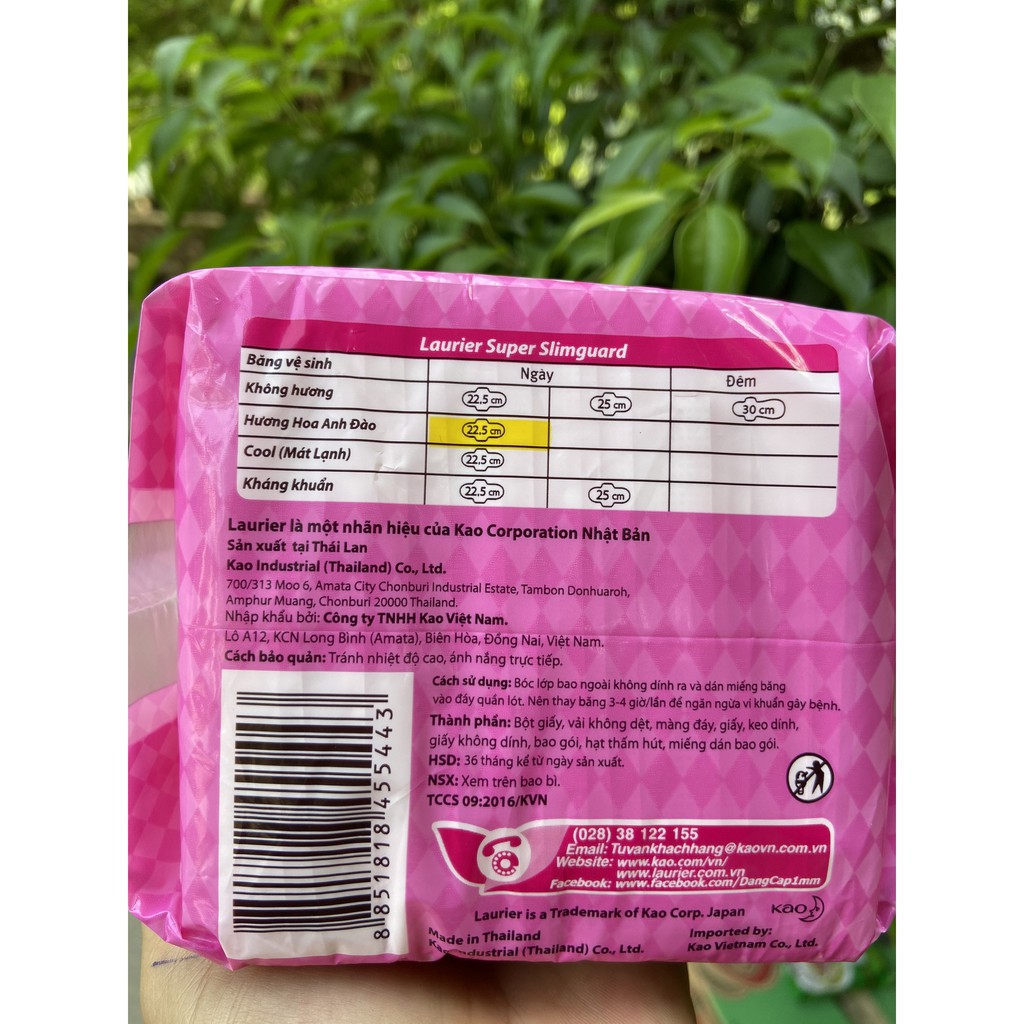 Laurier Super Slimguard
Băng vệ sinh Ngày Đêm
Không hương 22,5 cm 25 cm 30 cm
Hương Hoa Anh Đào 22,5 cm
Cool (Mát Lạnh) 22,5 cm
Kháng khuẩn 22,5 cm 25 cm
Laurier là một nhãn hiệu của Kao Corporation Nhật Bản
Sản xuất tại Thái Lan
Kao Industrial (Thailand) Co., Ltd.
700/313 Moo 6, Amata City Chonburi Industrial Estate, Tambon Donhuaroh,
Amphur Muang, Chonburi 20000 Thailand.
Nhập khẩu bởi: Công ty TNHH Kao Việt Nam.
Lô A12, KCN Long Bình (Amata), Biên Hòa, Đồng Nai, Việt Nam.
Cách bảo quản: Tránh nhiệt độ cao, ánh nắng trực tiếp.
Cách sử dụng: Bóc lớp bao ngoài không dính ra và dán miếng băng
vào đáy quần lót. Nên thay băng 3-4 giờ/lần để ngăn ngừa vi khuẩn gây bệnh.
Thành phần: Bột giấy, vải không dệt, màng đáy, giấy, keo dính,
giấy không dính, bao gói, hạt thấm hút, miếng dán bao gói.
HSD: 36 tháng kể từ ngày sản xuất.
NSX: Xem trên bao bì.
TCCS 09:2016/KVN
8851818455443
(028) 38 122 155
Email: Tuvankhachhang@kaovn.com.vn
Website: www.kao.com/vn/
www.laurier.com.vn
Facebook: www.facebook.com/DangCap1mm
Laurier is a Trademark of Kao Corp. Japan
Kao
Made in Thailand
Kao Industrial (Thailand) Co., Ltd.
Imported by:
Kao Vietnam Co., Ltd.